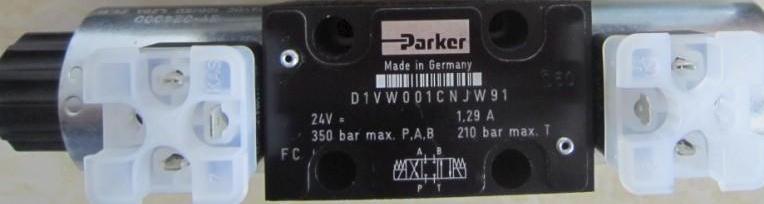 Parker
Made in Germany
D1VW001CNJW91
24V = 1,29 A
350 bar max. P,A,B 210 bar max. T
FC
A B
P T